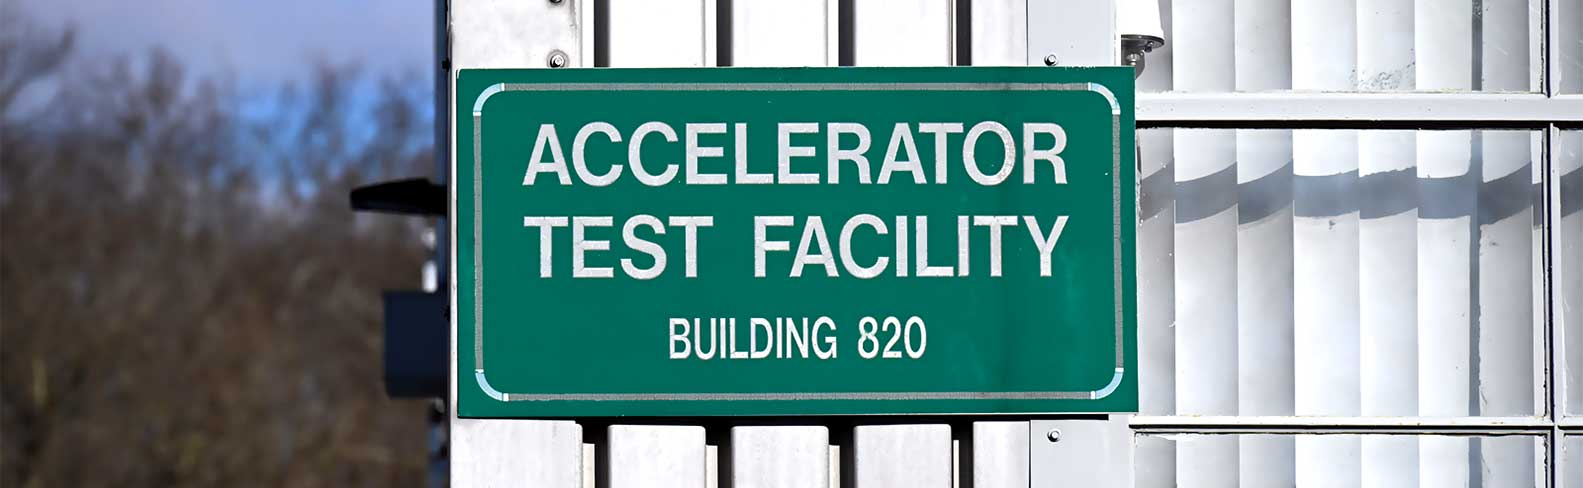 ACCELERATOR
TEST FACILITY
BUILDING 820